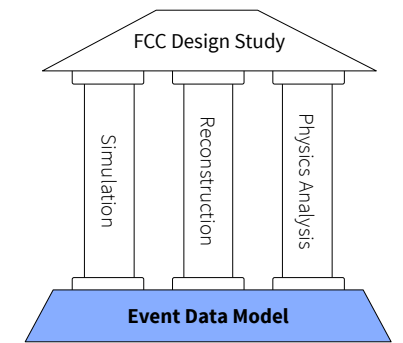 FCC Design Study
Simulation
Reconstruction
Physics Analysis
Event Data Model